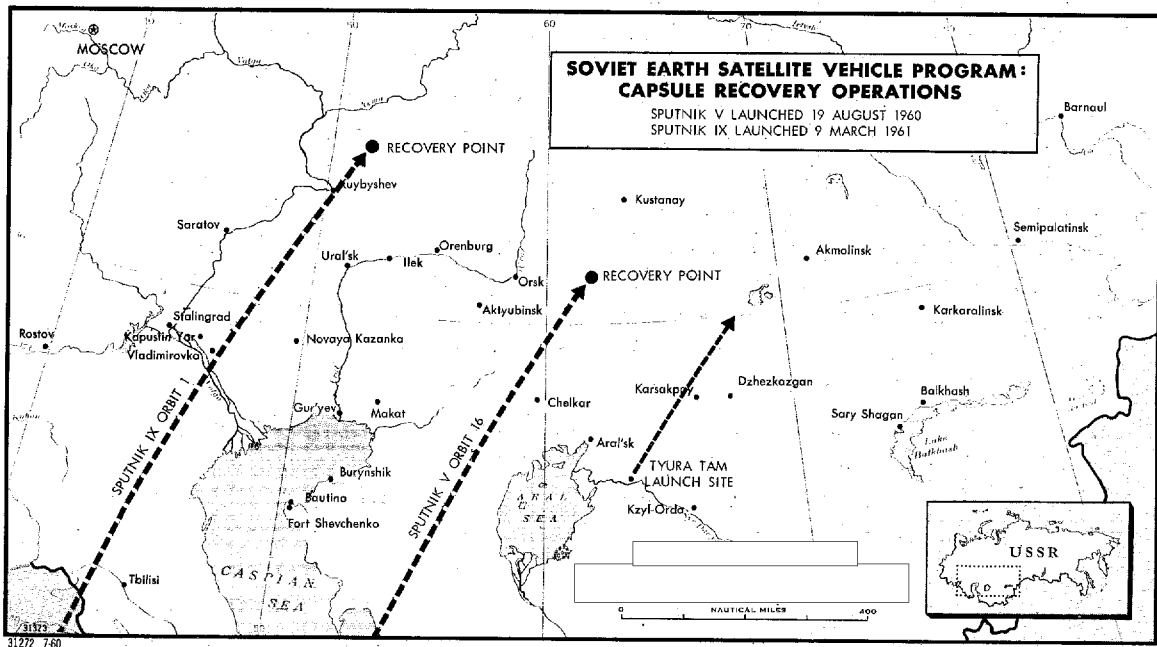 SOVIET EARTH SATELLITE VEHICLE PROGRAM:
CAPSULE RECOVERY OPERATIONS
SPUTNIK V LAUNCHED 19 AUGUST 1960
SPUTNIK IX LAUNCHED 9 MARCH 1961
50
60
70
MOSCOW
Volga
Barnaul
RECOVERY POINT
Kuybyshev
Kustanay
Saratov
Semipalatinsk
Orenburg
Ural'sk
Ilek
Akmolinsk
Orsk
RECOVERY POINT
Aktyubinsk
Karkaralinsk
Stalingrad
Rostov
Kapustin Yar
Vladimirovka
Novaya Kazanka
Karsakpay
Dzhezkazgan
Gur'yev
Makat
Chelkar
Balkhash
Sary Shagan
Lake
Balkhash
SPUTNIK IX ORBIT 1
SPUTNIK V ORBIT 16
Aral'sk
TYURA TAM
LAUNCH SITE
Burynshik
Bautino
Fort Shevchenko
ARAL
SEA
Kzyl-Orda
Tbilisi
CASPIAN
SEA
USSR
0 NAUTICAL MILES 400
31323
31272 7-60